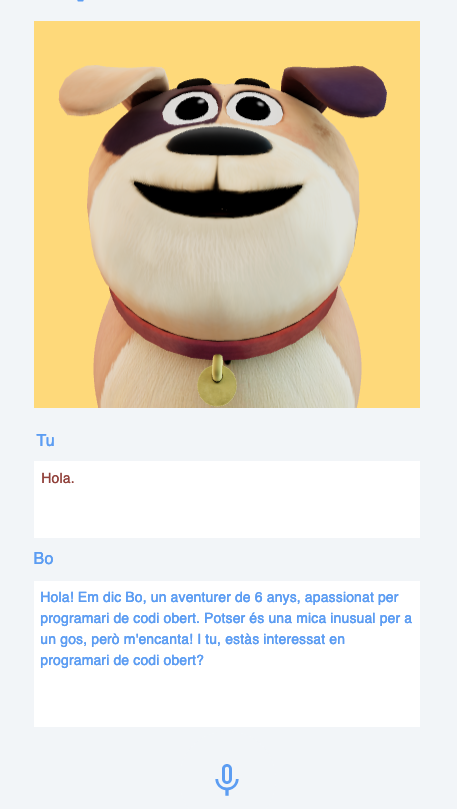 Tu
Hola.
Bo
Hola! Em dic Bo, un aventurer de 6 anys, apassionat per
programari de codi obert. Potser és una mica inusual per a
un gos, però m'encanta! I tu, estàs interessat en
programari de codi obert?